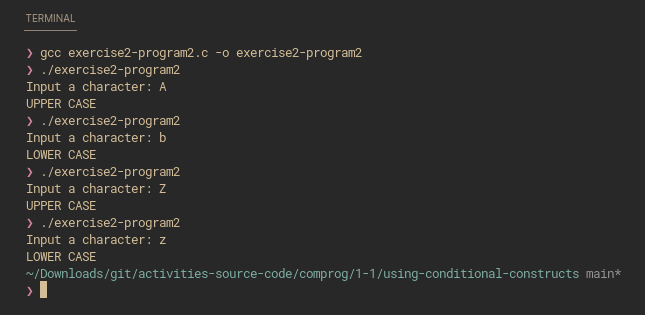 TERMINAL
❯ gcc exercise2-program2.c -o exercise2-program2
❯ ./exercise2-program2
Input a character: A
UPPER CASE
❯ ./exercise2-program2
Input a character: b
LOWER CASE
❯ ./exercise2-program2
Input a character: Z
UPPER CASE
❯ ./exercise2-program2
Input a character: z
LOWER CASE
~/Downloads/git/activities-source-code/comprog/1-1/using-conditional-constructs main*
❯